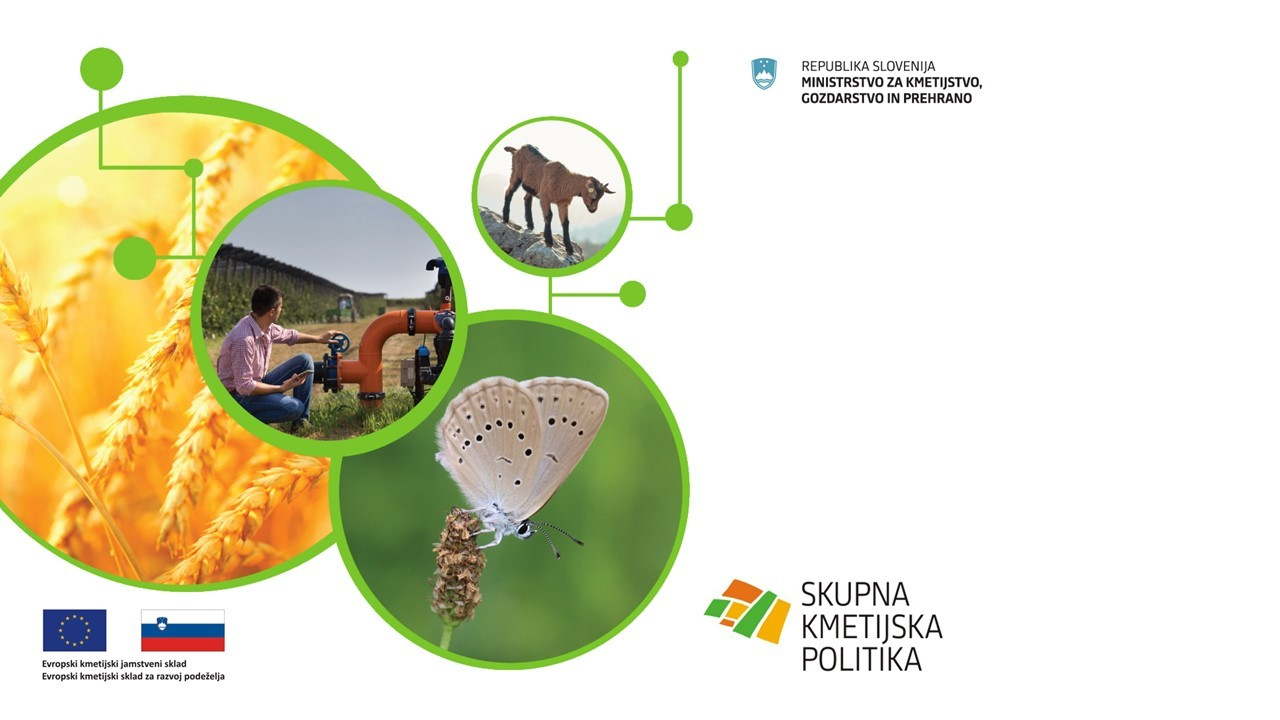 REPUBLIKA SLOVENIJA
MINISTRSTVO ZA KMETIJSTVO,
GOZDARSTVO IN PREHRANO
SKUPNA
KMETIJSKA
POLITIKA
Evropski kmetijski jamstveni sklad
Evropski kmetijski sklad za razvoj podeželja